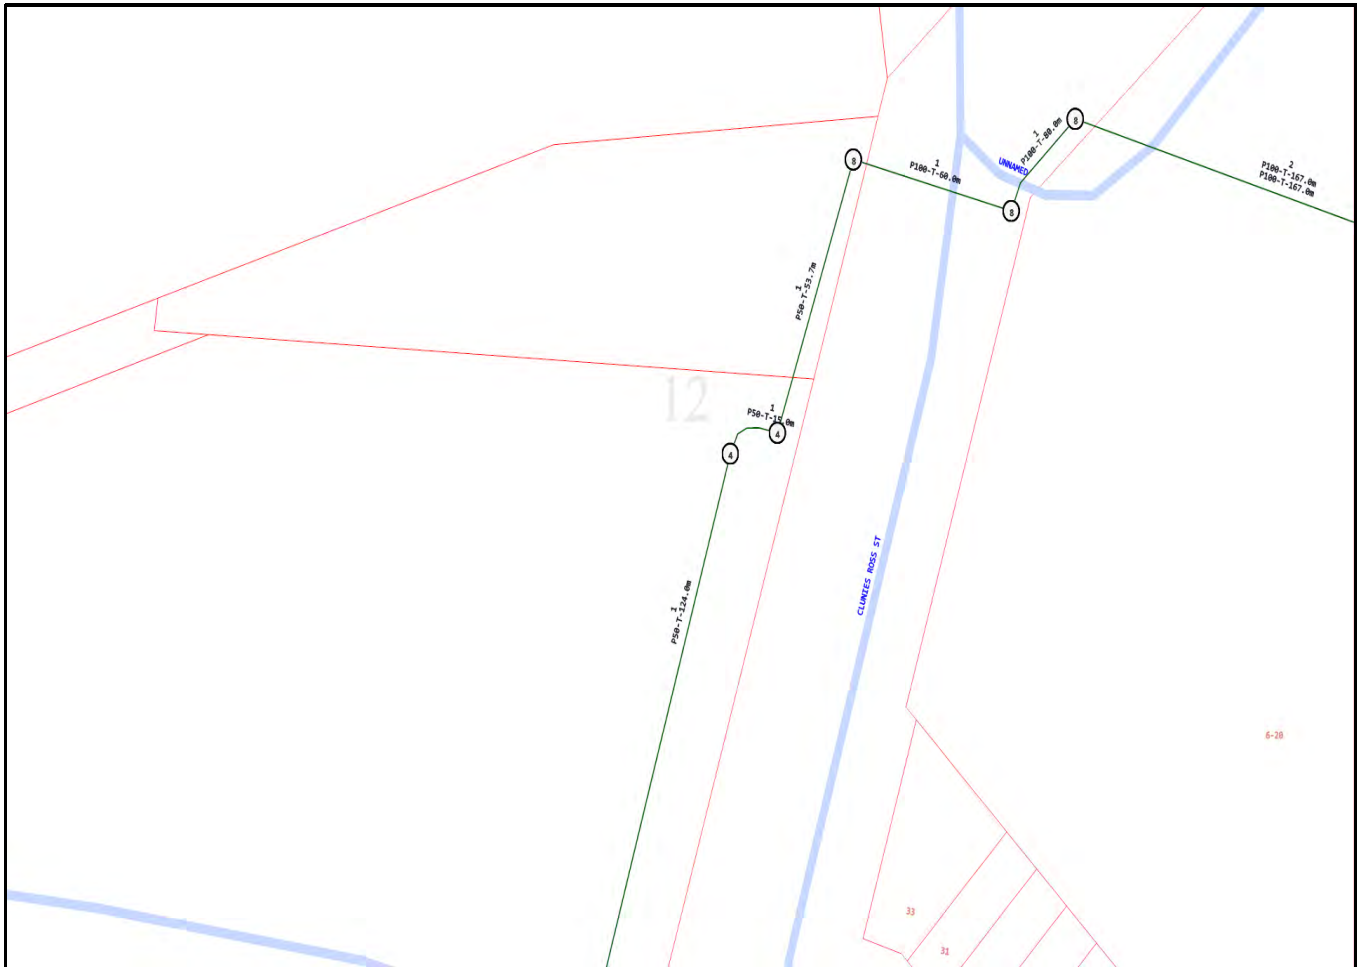 8
1
P100-T-80.0m
UNNAMED
8
1
P100-T-60.0m
8
2
P100-T-167.0m
P100-T-167.0m
1
P50-T-53.7m
12
1
P50-T-15.0m
4
4
CLUNIES ROSS ST
1
P50-T-124.0m
6-20
33
31